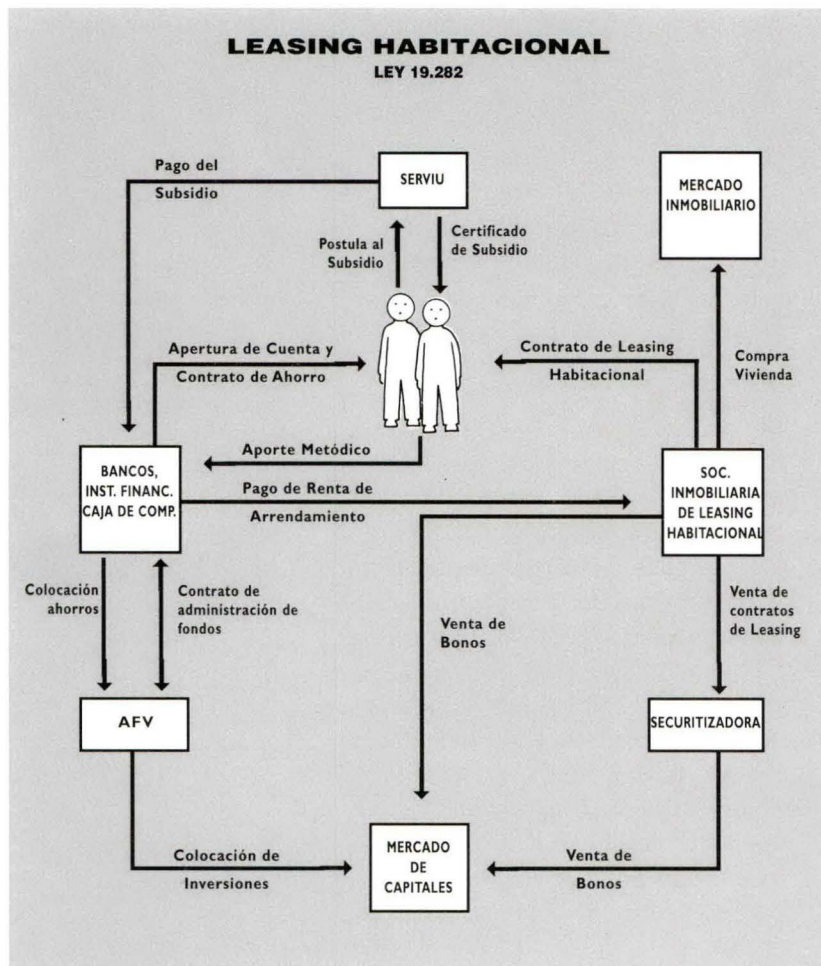 LEASING HABITACIONAL
LEY 19.282
Pago del
Subsidio
SERVIU
MERCADO
INMOBILIARIO
Postula al
Subsidio
Certificado
de Subsidio
Apertura de Cuenta y
Contrato de Ahorro
Contrato de Leasing
Habitacional
Compra
Vivienda
Aporte Metódico
BANCOS,
INST. FINANC.
CAJA DE COMP.
Pago de Renta de
Arrendamiento
SOC.
INMOBILIARIA
DE LEASING
HABITACIONAL
Colocación
ahorros
Contrato de
administración de
fondos
Venta de
Bonos
Venta de
contratos
de Leasing
AFV
SECURITIZADORA
Colocación de
Inversiones
MERCADO
DE
CAPITALES
Venta de
Bonos